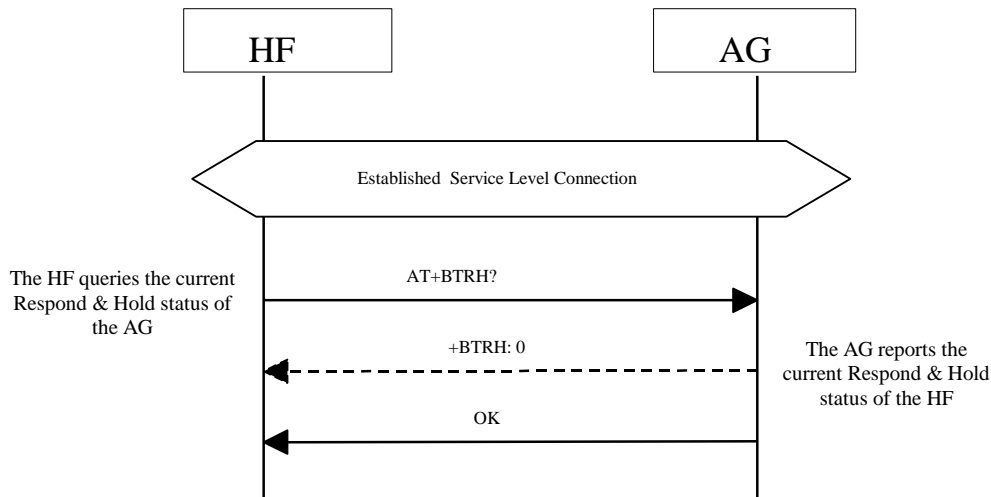 HF
AG
Established Service Level Connection
The HF queries the current
Respond & Hold status of
the AG
AT+BTRH?
+BTRH: 0
The AG reports the
current Respond & Hold
status of the HF
OK